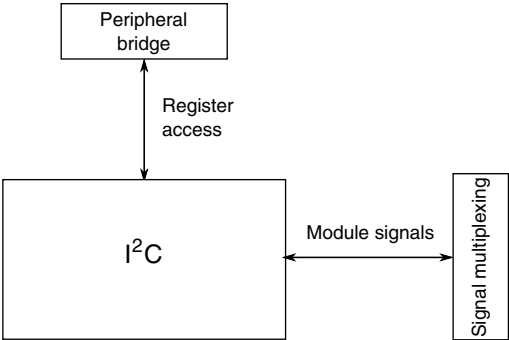 Peripheral
bridge
Register
access
I²C
Module signals
Signal multiplexing